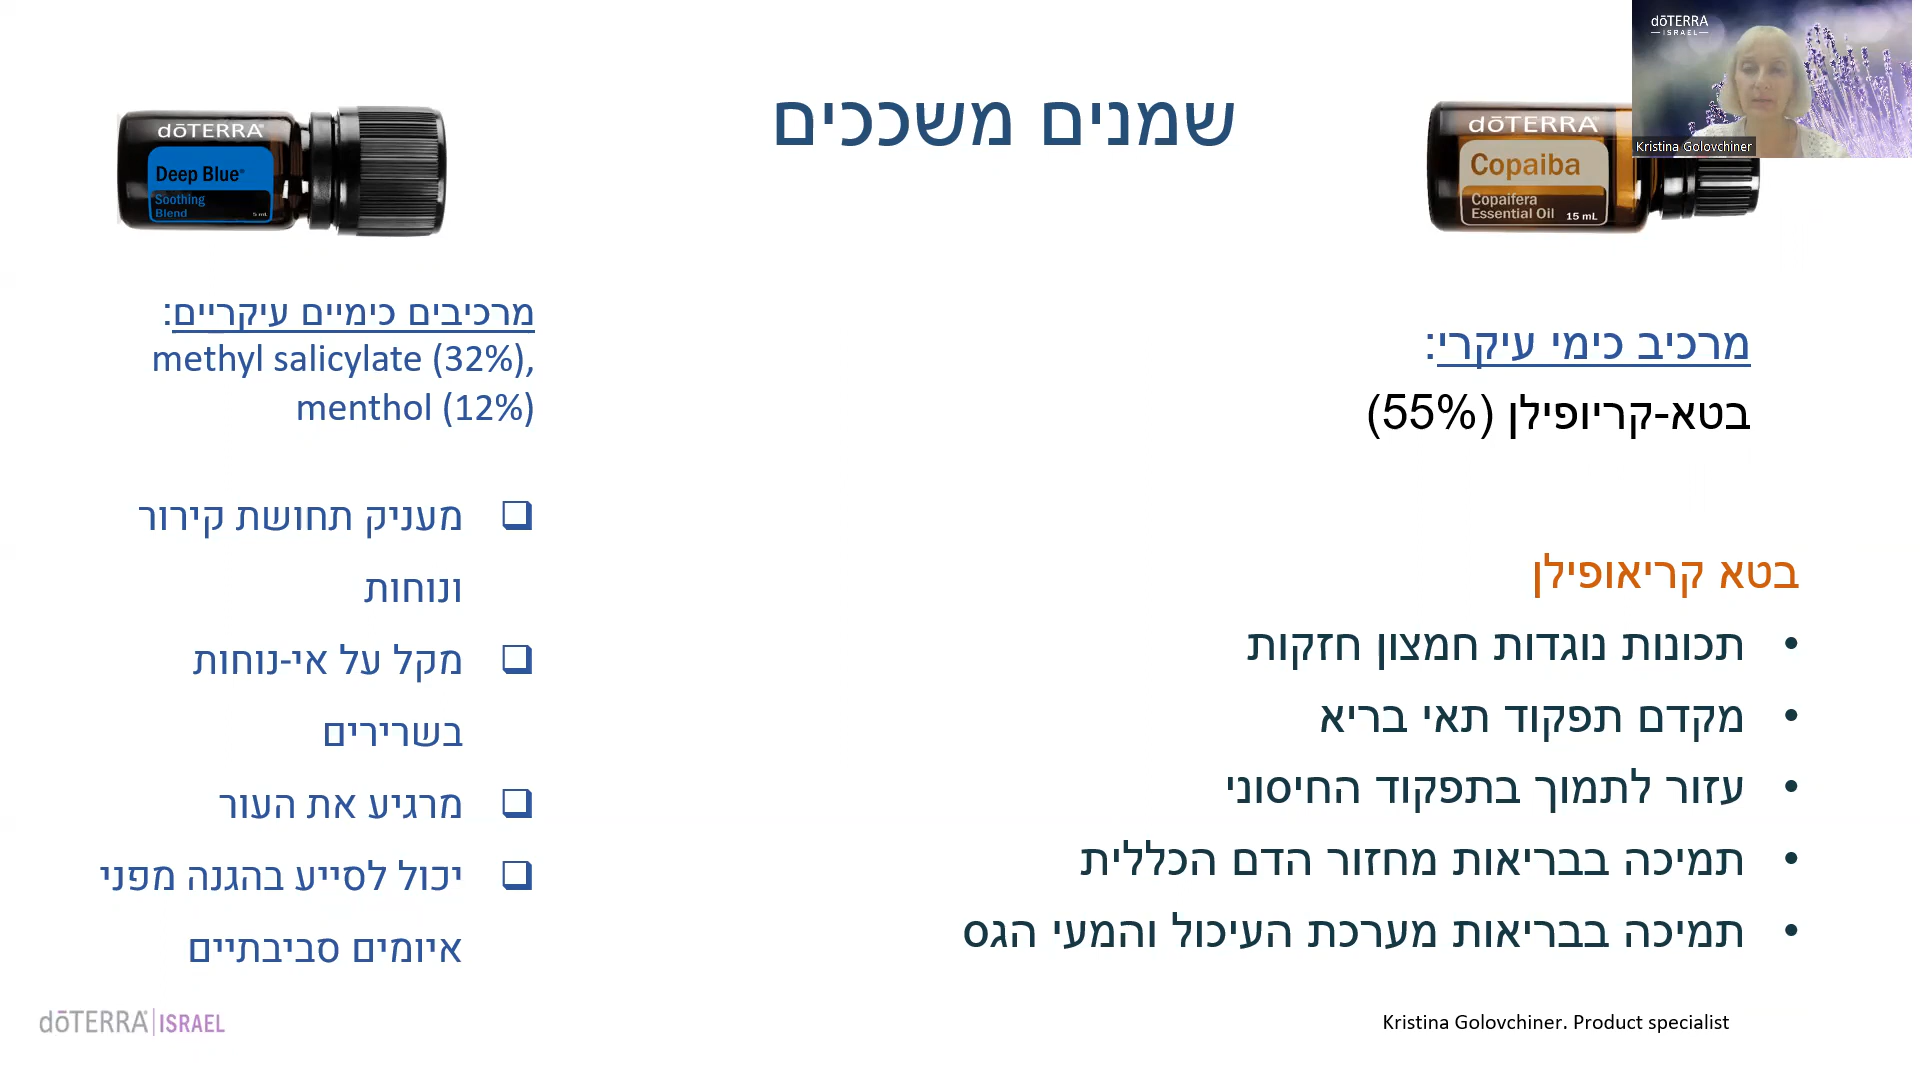 שמנים משככים
dōTERRA
ISRAEL
Kristina Golovchiner
dōTERRA
Copaiba
Copaifera
Essential Oil 15 mL
מרכיב כימי עיקרי:
בטא-קריופילן (55%)
בטא קריאופילן
• תכונות נוגדות חמצון חזקות
• מקדם תפקוד תאי בריא
• עזור לתמוך בתפקוד החיסוני
• תמיכה בבריאות מחזור הדם הכללית
• תמיכה בבריאות מערכת העיכול והמעי הגס
dōTERRA
Deep Blue
Soothing
Blend 5 mL
מרכיבים כימיים עיקריים:
methyl salicylate (32%),
menthol (12%)
❑ מעניק תחושת קירור
ונוחות
❑ מקל על אי-נוחות
בשרירים
❑ מרגיע את העור
❑ יכול לסייע בהגנה מפני
איומים סביבתיים
dōTERRA | ISRAEL
Kristina Golovchiner. Product specialist